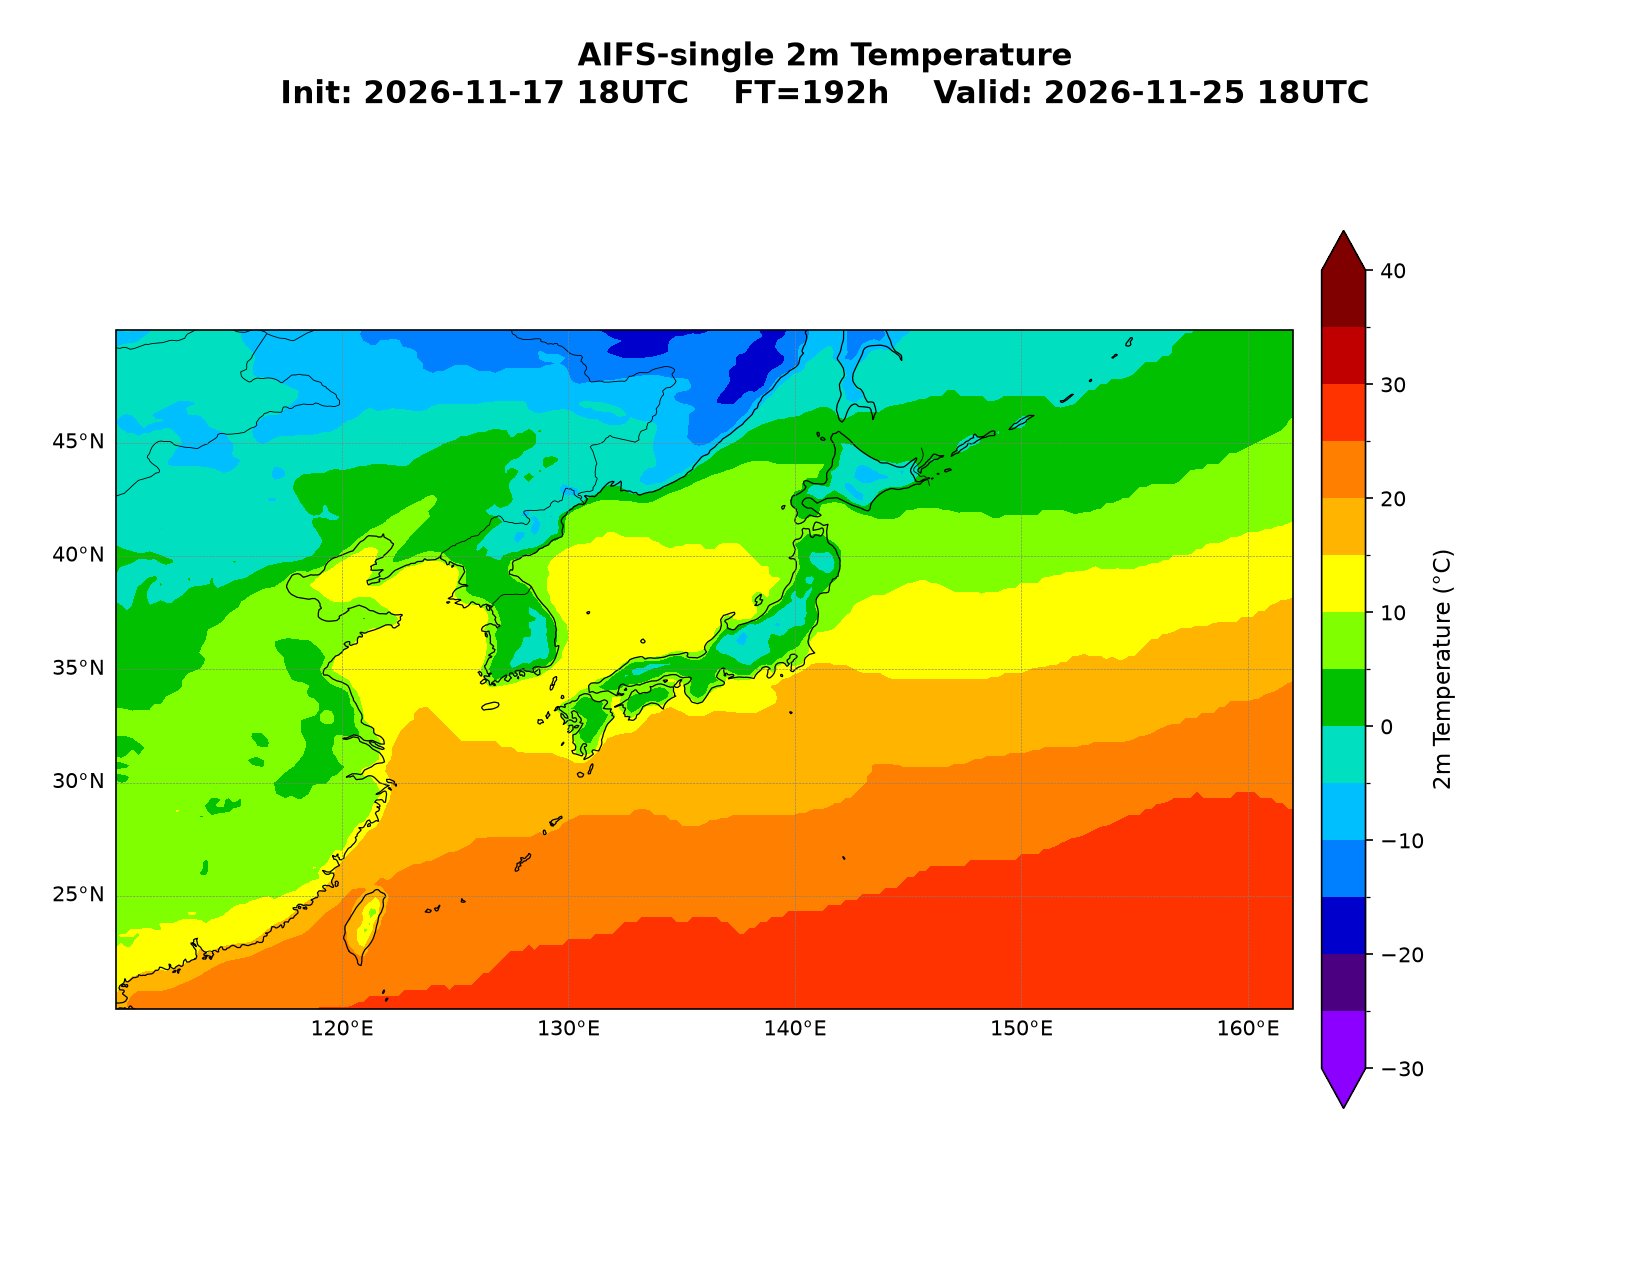 AIFS-single 2m Temperature
Init: 2026-11-17 18UTC    FT=192h    Valid: 2026-11-25 18UTC
45°N
40°N
35°N
30°N
25°N
120°E
130°E
140°E
150°E
160°E
40
30
20
10
0
−10
−20
−30
2m Temperature (°C)